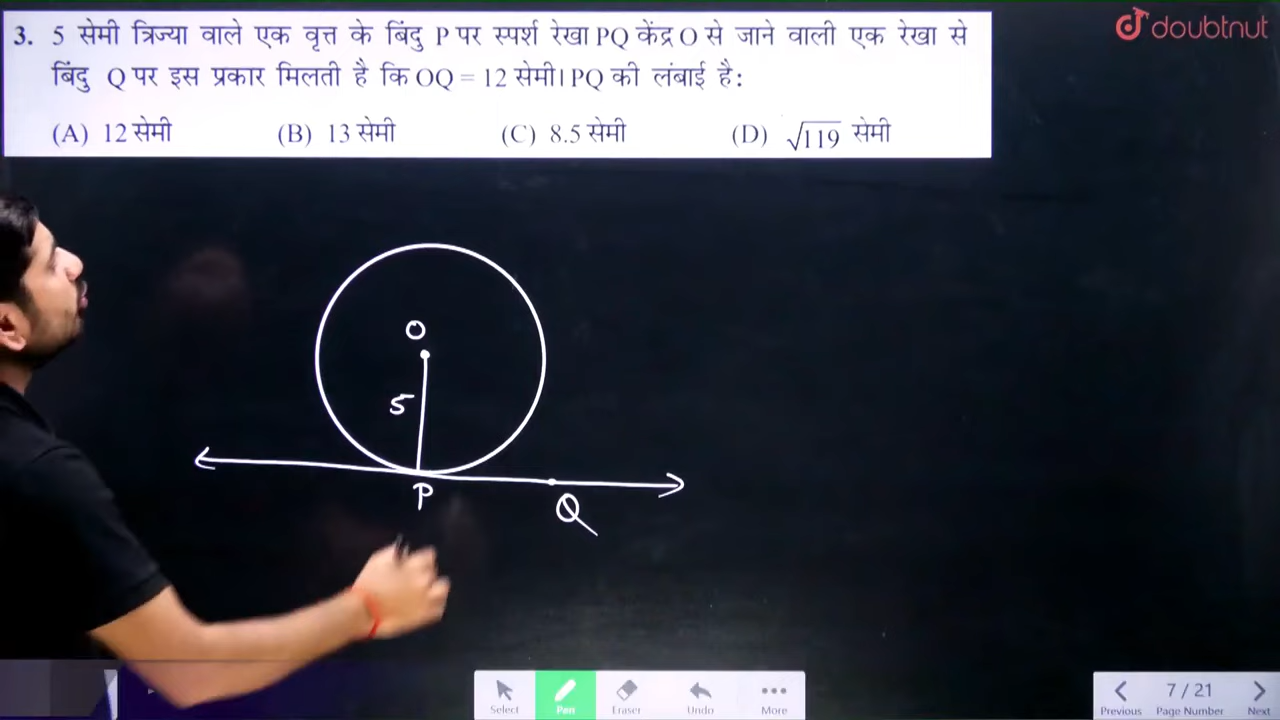 doubtnut
3. 5 सेमी त्रिज्या वाले एक वृत्त के बिंदु P पर स्पर्श रेखा PQ केंद्र O से जाने वाली एक रेखा से
बिंदु Q पर इस प्रकार मिलती है कि OQ = 12 सेमी। PQ की लंबाई है:
(A) 12 सेमी (B) 13 सेमी (C) 8.5 सेमी (D) √119 सेमी
O
5
P
Q
Select Pen Eraser Undo More
7 / 21
Previous Page Number Next